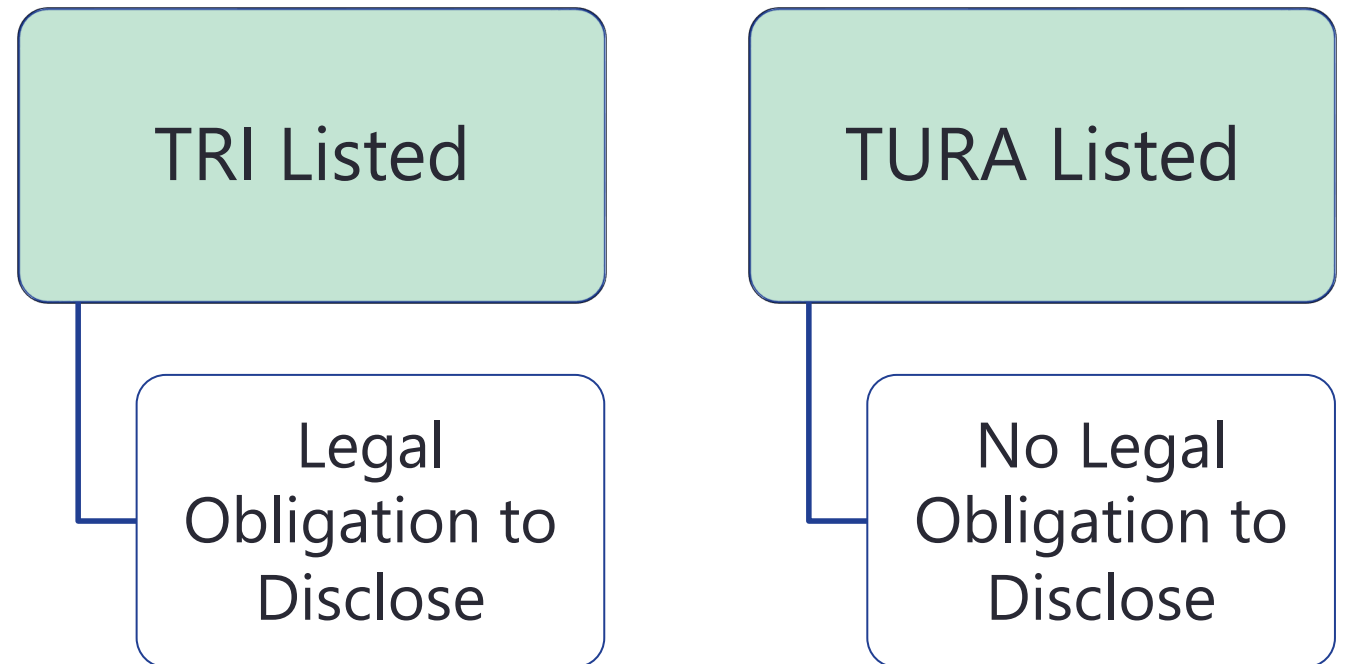 TRI Listed
Legal
Obligation to
Disclose
TURA Listed
No Legal
Obligation to
Disclose